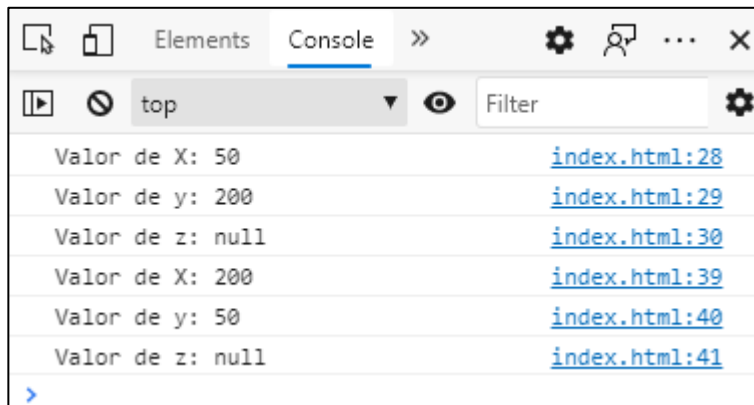 Elements Console »
top Filter
Valor de X: 50 index.html:28
Valor de y: 200 index.html:29
Valor de z: null index.html:30
Valor de X: 200 index.html:39
Valor de y: 50 index.html:40
Valor de z: null index.html:41